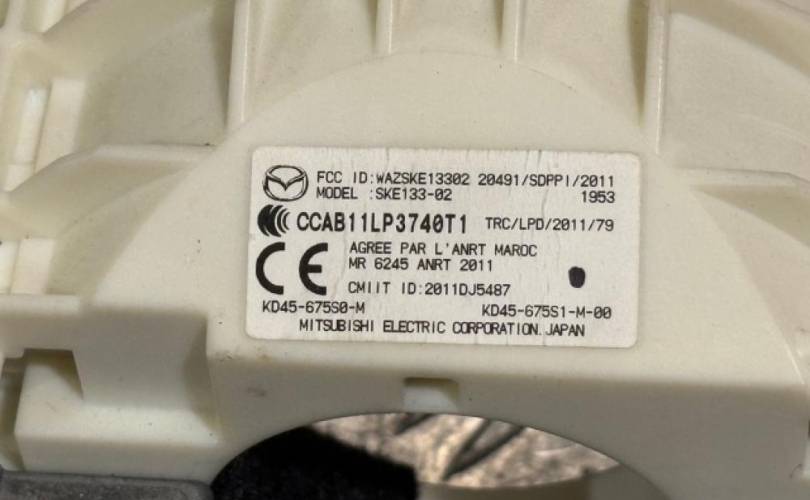 FCC ID:WAZSKE13302 20491/SDPPI/2011
MODEL :SKE133-02 1953
CCAB11LP3740T1 TRC/LPD/2011/79
AGREE PAR L'ANRT MAROC
MR 6245 ANRT 2011
CE
CMIIT ID:2011DJ5487
KD45-675S0-M KD45-675S1-M-00
MITSUBISHI ELECTRIC CORPORATION.JAPAN